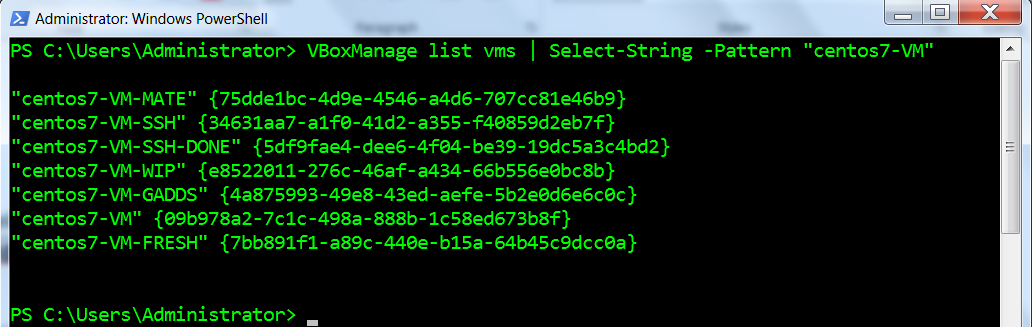 Administrator: Windows PowerShell
PS C:\Users\Administrator> VBoxManage list vms | Select-String -Pattern "centos7-VM"
"centos7-VM-MATE" {75dde1bc-4d9e-4546-a4d6-707cc81e46b9}
"centos7-VM-SSH" {34631aa7-a1f0-41d2-a355-f40859d2eb7f}
"centos7-VM-SSH-DONE" {5df9fae4-dee6-4f04-be39-19dc5a3c4bd2}
"centos7-VM-WIP" {e8522011-276c-46af-a434-66b556e0bc8b}
"centos7-VM-GADDS" {4a875993-49e8-43ed-aefe-5b2e0d6e6c0c}
"centos7-VM" {09b978a2-7c1c-498a-888b-1c58ed673b8f}
"centos7-VM-FRESH" {7bb891f1-a89c-440e-b15a-64b45c9dcc0a}
PS C:\Users\Administrator>